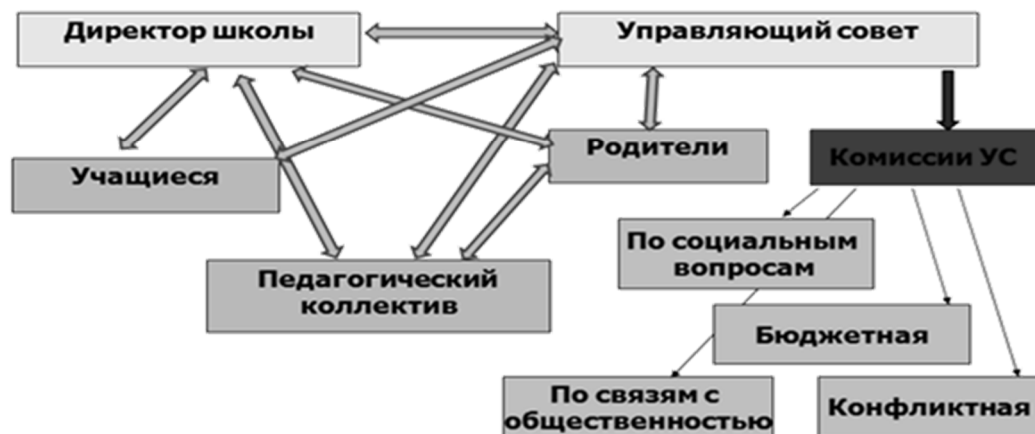 Директор школы
Управляющий совет
Учащиеся
Родители
Комиссии УС
Педагогический
коллектив
По социальным
вопросам
Бюджетная
По связям с
общественностью
Конфликтная